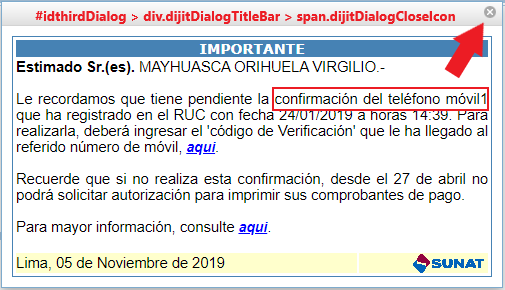 #idthirdDialog > div.dijitDialogTitleBar > span.dijitDialogCloseIcon
IMPORTANTE
Estimado Sr.(es). MAYHUASCA ORIHUELA VIRGILIO.-
Le recordamos que tiene pendiente la confirmación del teléfono móvil1
que ha registrado en el RUC con fecha 24/01/2019 a horas 14:39. Para
realizarla, deberá ingresar el 'código de Verificación' que le ha llegado al
referido número de móvil, aqui.
Recuerde que si no realiza esta confirmación, desde el 27 de abril no
podrá solicitar autorización para imprimir sus comprobantes de pago.
Para mayor información, consulte aqui.
Lima, 05 de Noviembre de 2019
SUNAT